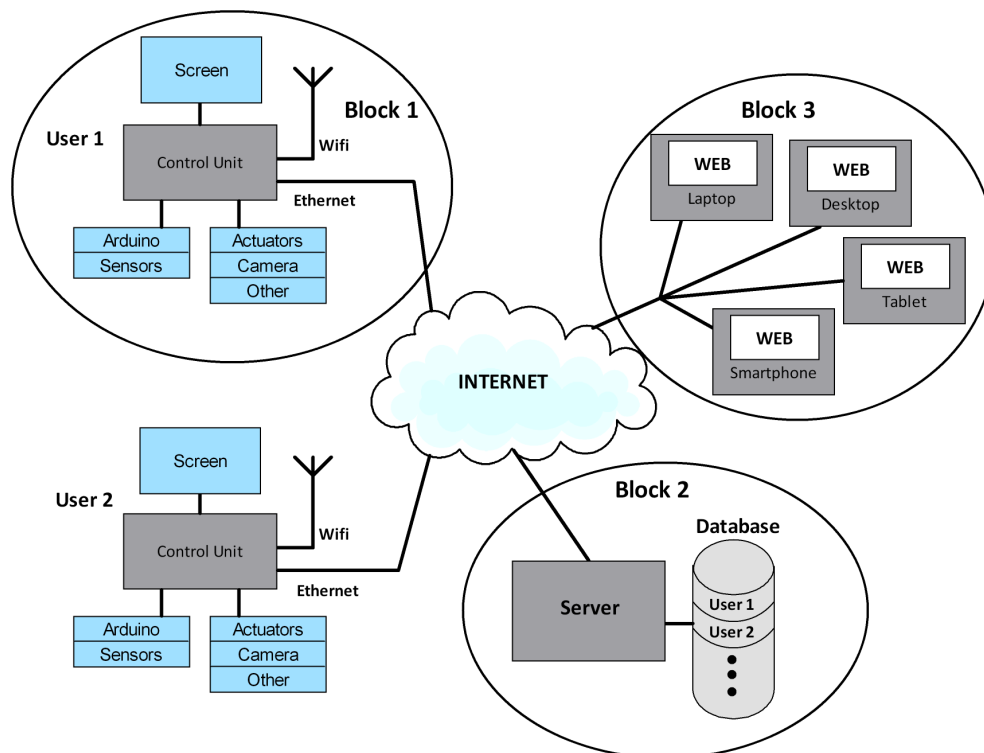 Screen
User 1
Block 1
Wifi
Control Unit
Ethernet
Arduino
Sensors
Actuators
Camera
Other
Block 3
WEB
Laptop
WEB
Desktop
WEB
Tablet
WEB
Smartphone
INTERNET
Screen
User 2
Wifi
Control Unit
Ethernet
Arduino
Sensors
Actuators
Camera
Other
Block 2
Database
Server
User 1
User 2